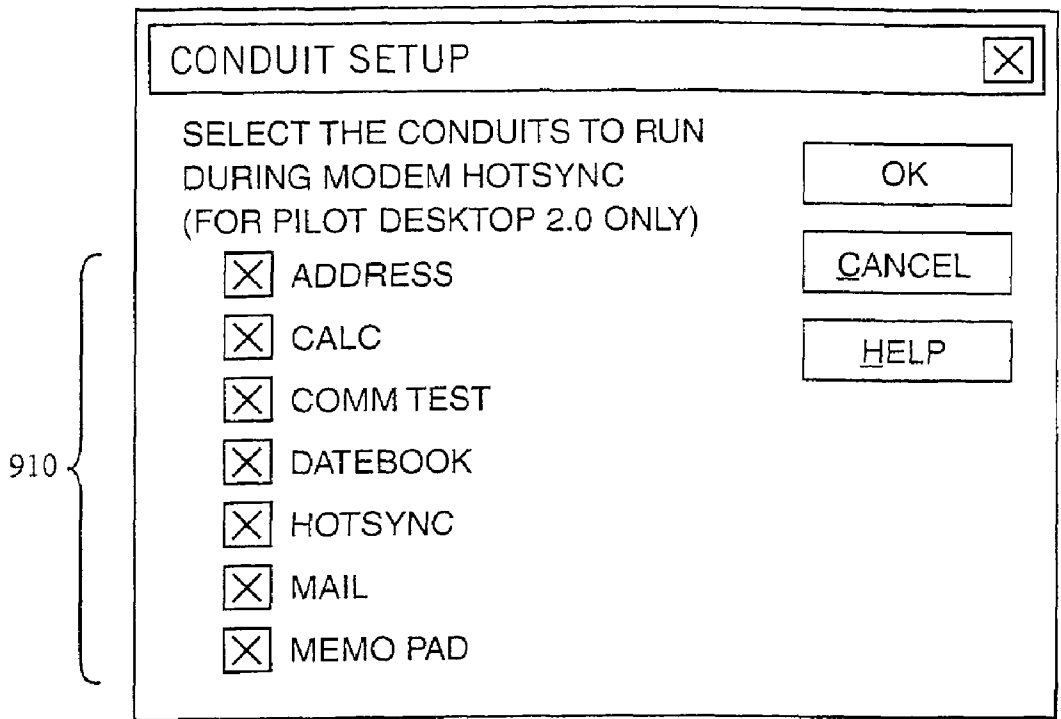 CONDUIT SETUP
SELECT THE CONDUITS TO RUN
DURING MODEM HOTSYNC
(FOR PILOT DESKTOP 2.0 ONLY)
OK
CANCEL
HELP
910
ADDRESS
CALC
COMM TEST
DATEBOOK
HOTSYNC
MAIL
MEMO PAD